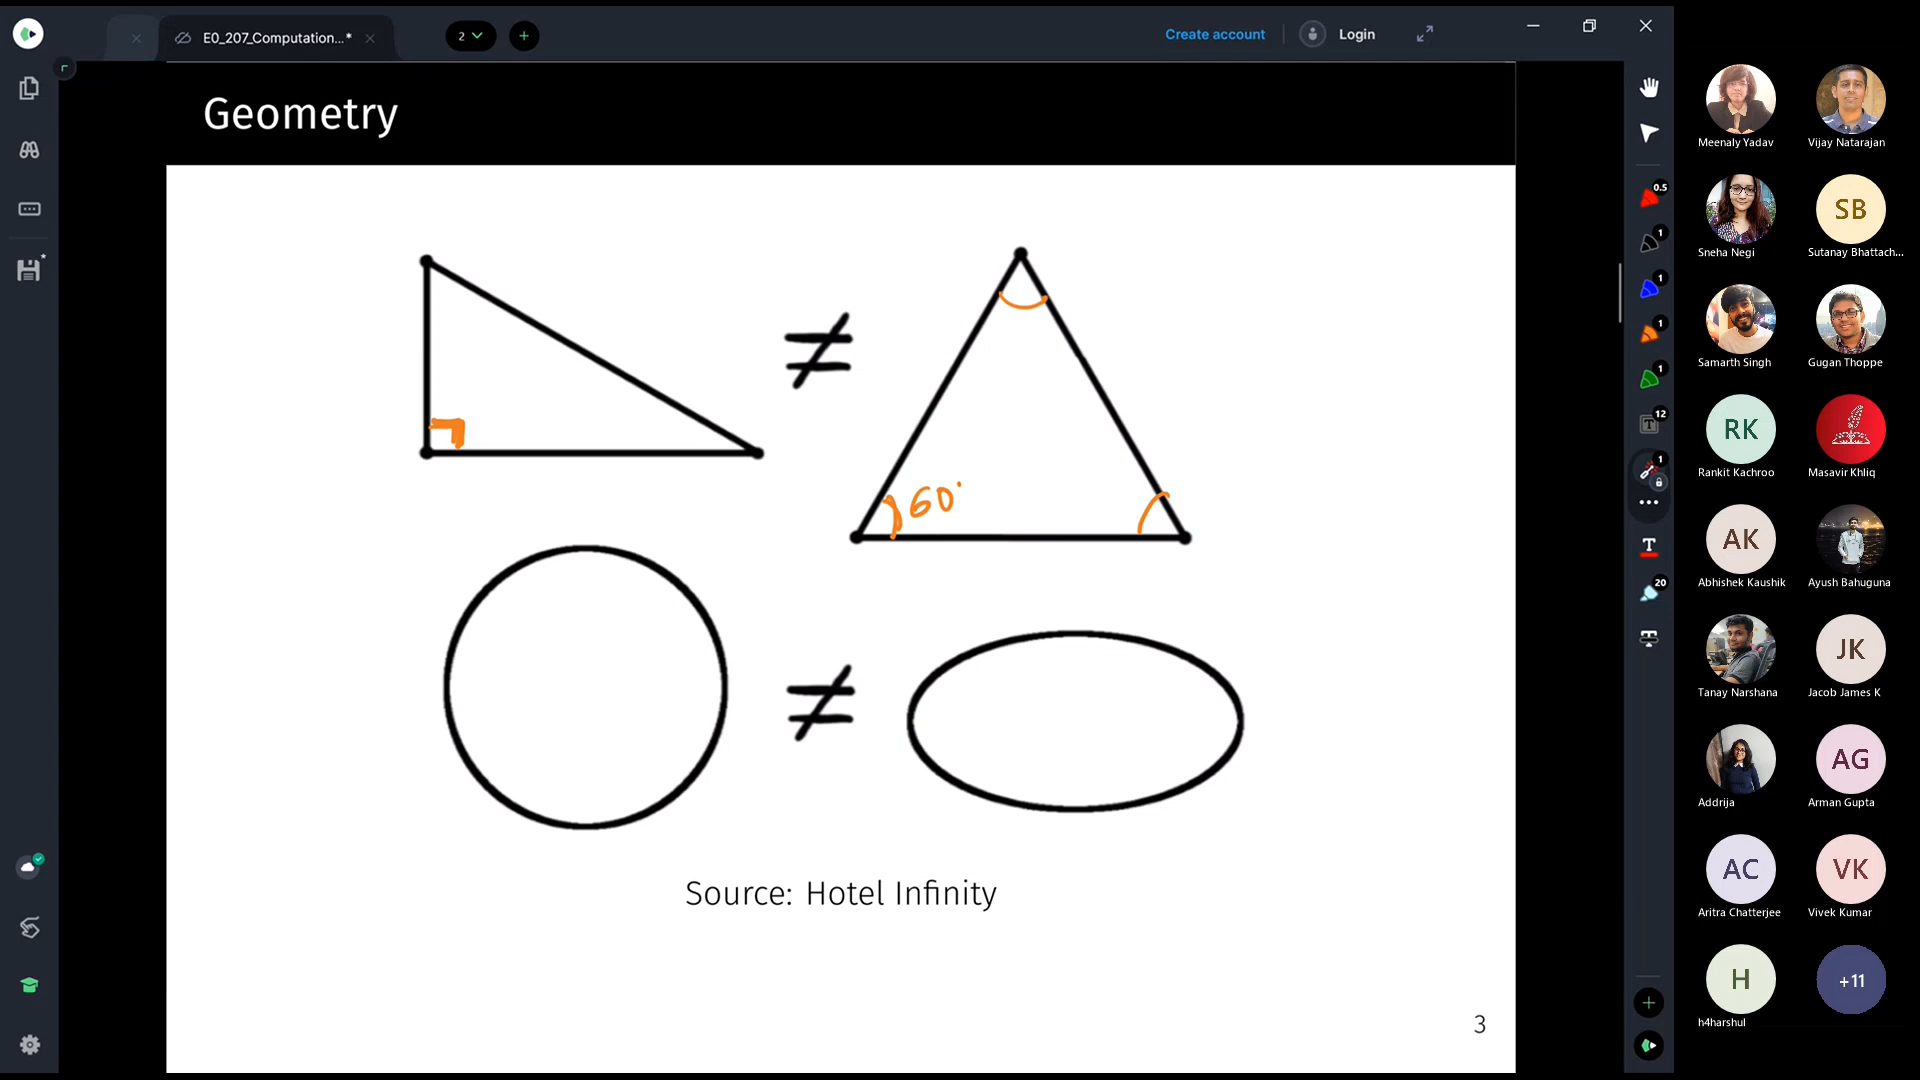 E0_207_Computation...*
2
Create account
Login
Geometry
≠
60°
≠
Source: Hotel Infinity
3
0.5
1
1
1
1
T 12
1
T
20
T
Meenaly Yadav
Vijay Natarajan
Sneha Negi
SB
Sutanay Bhattach...
Samarth Singh
Gugan Thoppe
RK
Rankit Kachroo
Masavir Khliq
AK
Abhishek Kaushik
Ayush Bahuguna
Tanay Narshana
JK
Jacob James K
Addrija
AG
Arman Gupta
AC
Aritra Chatterjee
VK
Vivek Kumar
H
h4harshul
+11